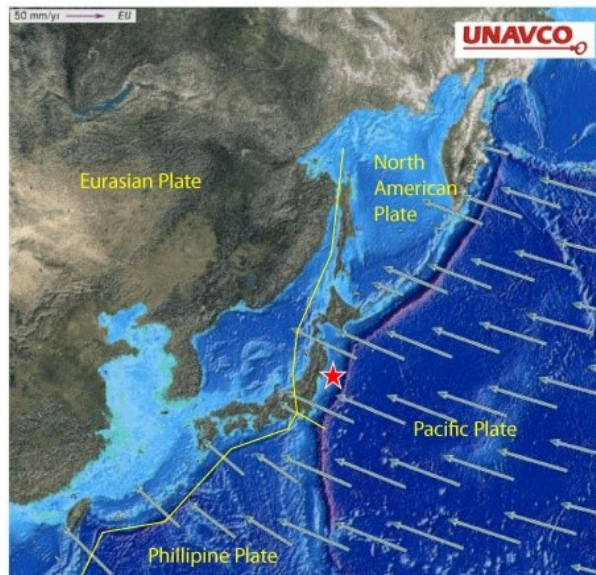 50 mm/yr EU
UNAVCO
Eurasian Plate
North
American
Plate
Pacific Plate
Phillipine Plate